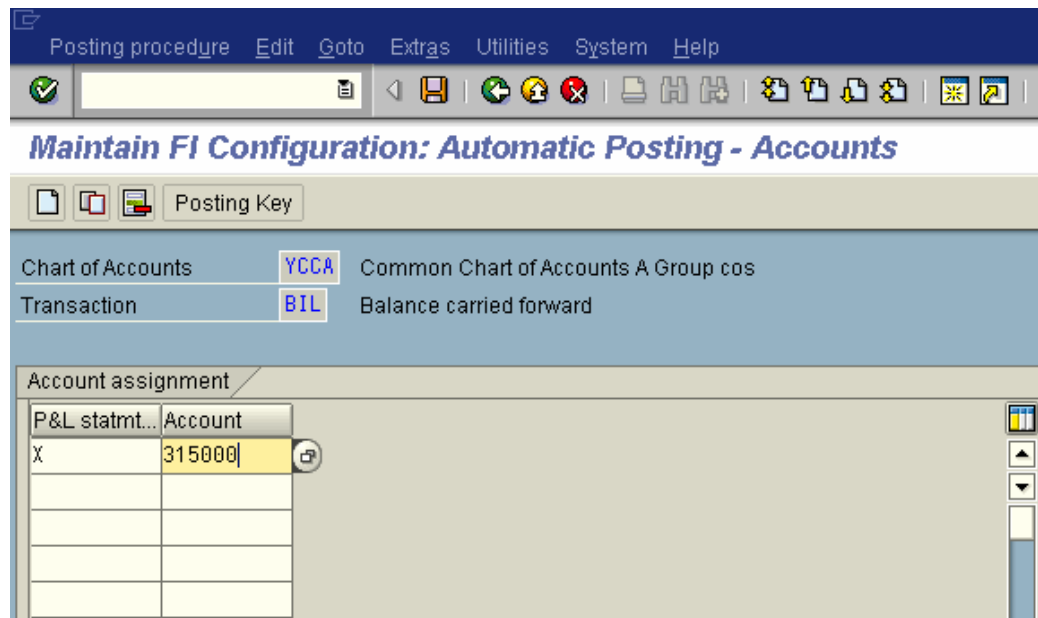 Posting procedure Edit Goto Extras Utilities System Help
Maintain FI Configuration: Automatic Posting - Accounts
Posting Key
Chart of Accounts YCCA Common Chart of Accounts A Group cos
Transaction BIL Balance carried forward
Account assignment
P&L statmt... Account
X 315000